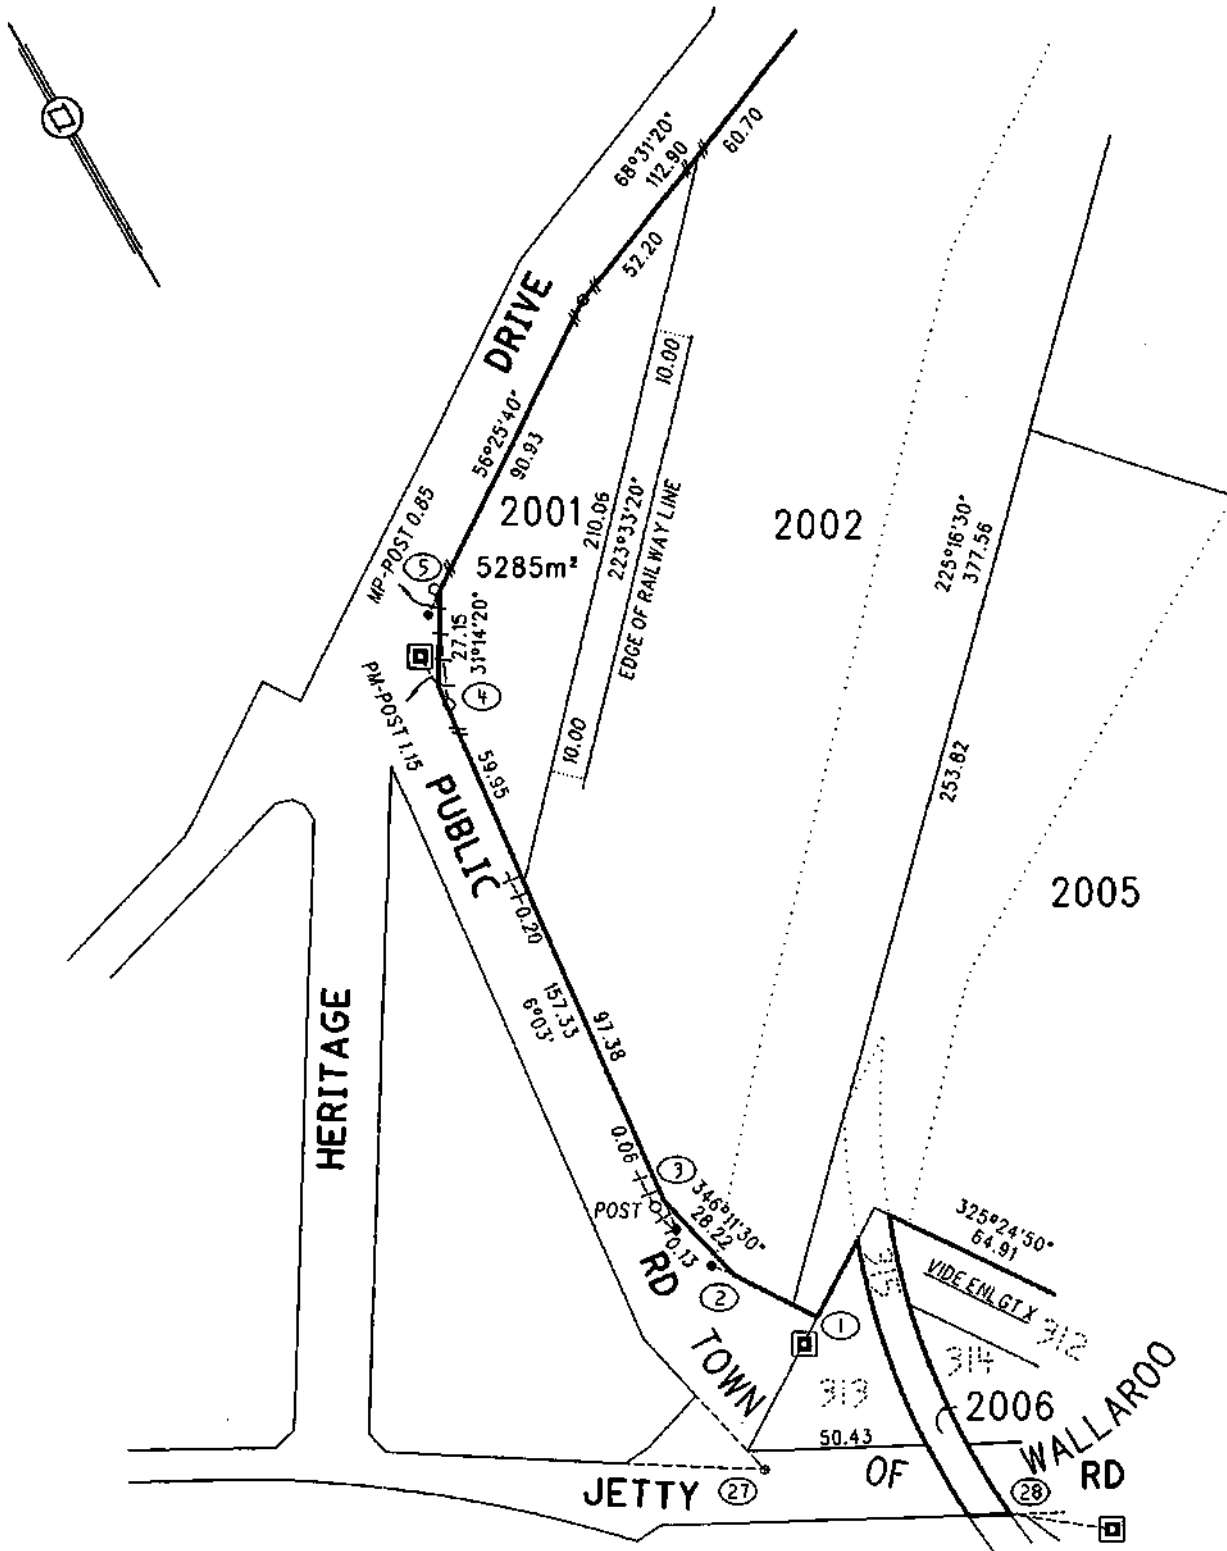 68°31'20"
112.90
60.70
52.20
DRIVE
10.00
56°25'40"
90.93
2001
5285m²
210.06
223°33'20"
EDGE OF RAILWAY LINE
2002
225°16'30"
377.56
MP-POST 0.85
5
27.15
31°14'20"
4
PM-POST 1.15
10.00
59.95
253.82
PUBLIC
2005
0.20
157.33
6°03'
97.38
HERITAGE
0.06
3
346°11'30"
28.22
POST
0.13
RD
2
1
325°24'50"
64.91
VIDE ENLGT X
315
312
314
313
TOWN
2006
50.43
OF
WALLAROO
JETTY
27
28
RD